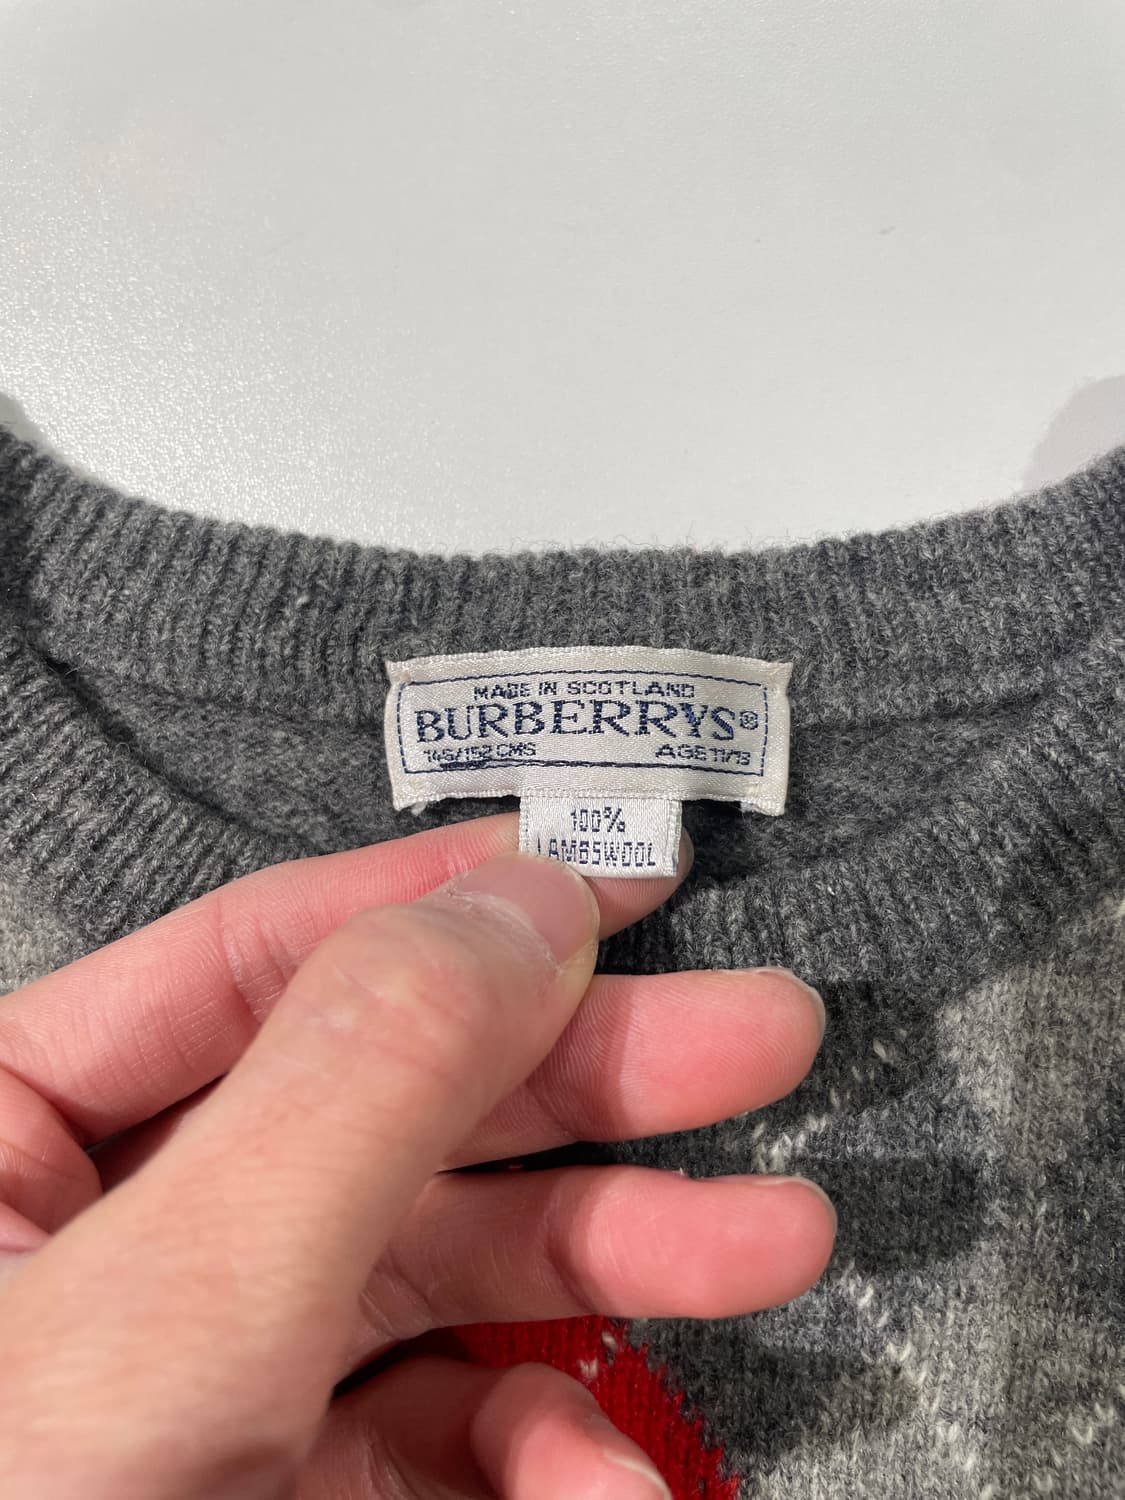 MADE IN SCOTLAND
BURBERRYS®
146/152 CMS AGE 11/13
100%
LAMBSWOOL